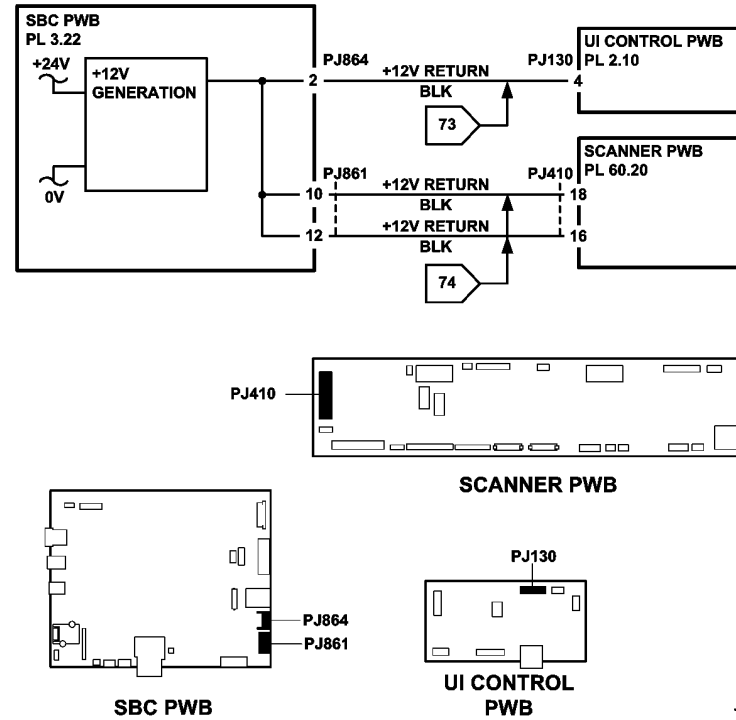 SBC PWB
PL 3.22
+24V
+12V
GENERATION
0V
2
PJ864
+12V RETURN
BLK
73
PJ130
4
UI CONTROL PWB
PL 2.10
10
PJ861
12
+12V RETURN
BLK
+12V RETURN
BLK
74
PJ410
18
16
SCANNER PWB
PL 60.20
PJ410
SCANNER PWB
PJ864
PJ861
SBC PWB
PJ130
UI CONTROL
PWB